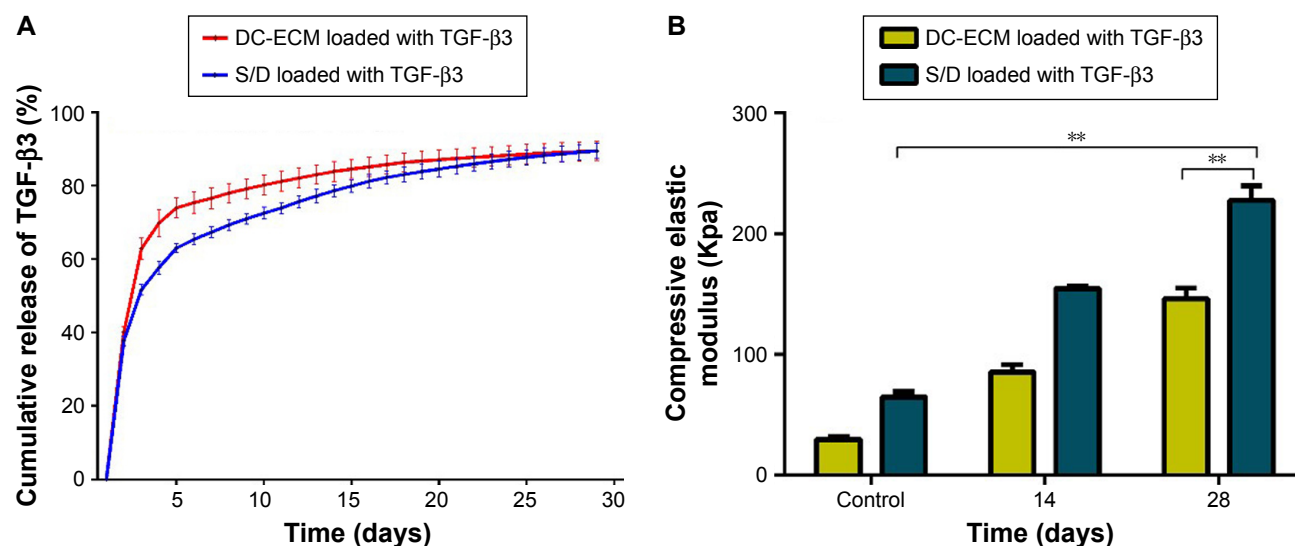 A
DC-ECM loaded with TGF-β3
S/D loaded with TGF-β3
Cumulative release of TGF-β3 (%)
100
80
60
40
20
0
5
10
15
20
25
30
Time (days)
B
DC-ECM loaded with TGF-β3
S/D loaded with TGF-β3
Compressive elastic
modulus (Kpa)
300
200
100
0
**
**
Control
14
28
Time (days)